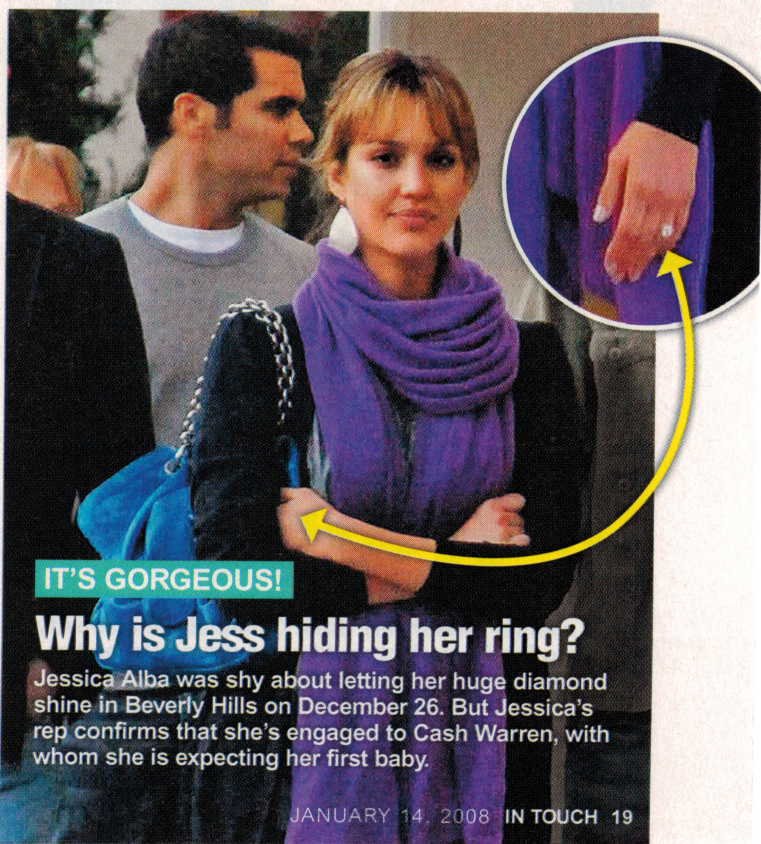 IT'S GORGEOUS!
Why is Jess hiding her ring?
Jessica Alba was shy about letting her huge diamond
shine in Beverly Hills on December 26. But Jessica's
rep confirms that she's engaged to Cash Warren, with
whom she is expecting her first baby.
JANUARY 14, 2008 IN TOUCH 19